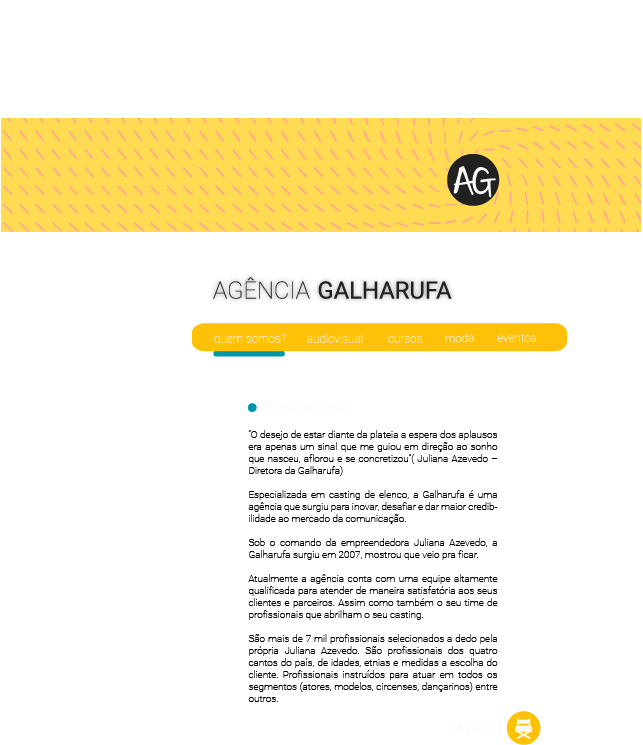 AG
AGÊNCIA GALHARUFA
quem somos? audiovisual cursos moda eventos
"O desejo de estar diante da plateia a espera dos aplausos
era apenas um sinal que me guiou em direção ao sonho
que nasceu, aflorou e se concretizou"( Juliana Azevedo –
Diretora da Galharufa)
Especializada em casting de elenco, a Galharufa é uma
agência que surgiu para inovar, desafiar e dar maior credib-
ilidade ao mercado da comunicação.
Sob o comando da empreendedora Juliana Azevedo, a
Galharufa surgiu em 2007, mostrou que veio pra ficar.
Atualmente a agência conta com uma equipe altamente
qualificada para atender de maneira satisfatória aos seus
clientes e parceiros. Assim como também o seu time de
profissionais que abrilham o seu casting.
São mais de 7 mil profissionais selecionados a dedo pela
própria Juliana Azevedo. São profissionais dos quatro
cantos do país, de idades, etnias e medidas a escolha do
cliente. Profissionais instruídos para atuar em todos os
segmentos (atores, modelos, circenses, dançarinos) entre
outros.